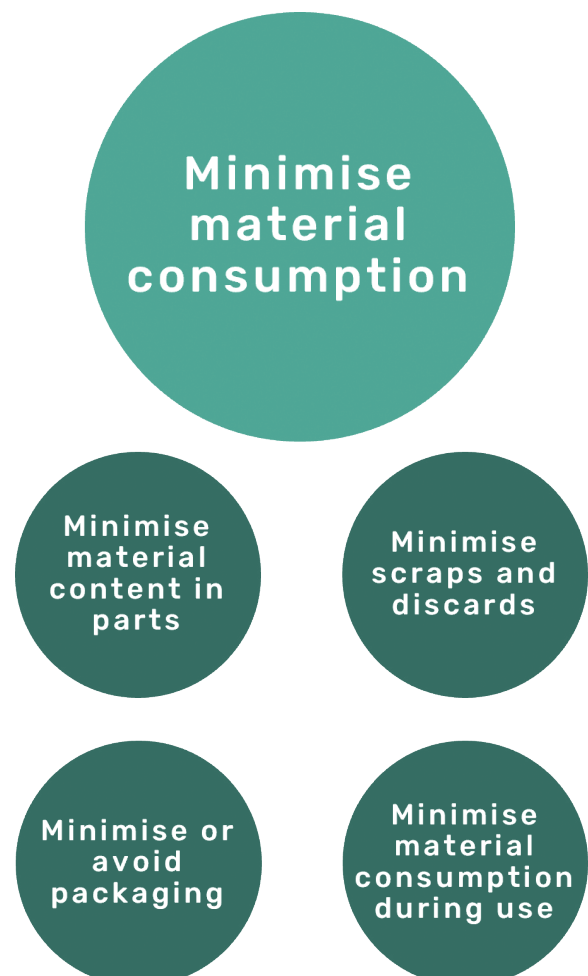 Minimise
material
consumption
Minimise
material
content in
parts
Minimise
scraps and
discards
Minimise or
avoid
packaging
Minimise
material
consumption
during use